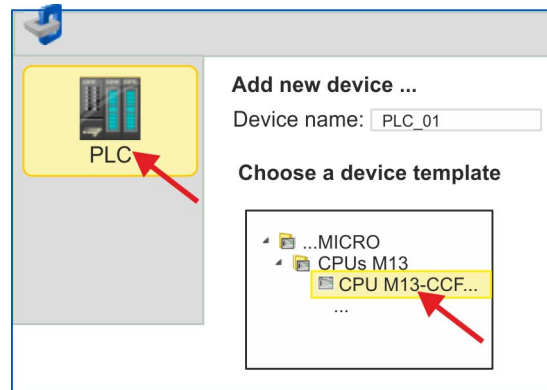 Add new device ...
Device name: PLC_01
PLC
Choose a device template
...MICRO
CPUs M13
CPU M13-CCF...
...